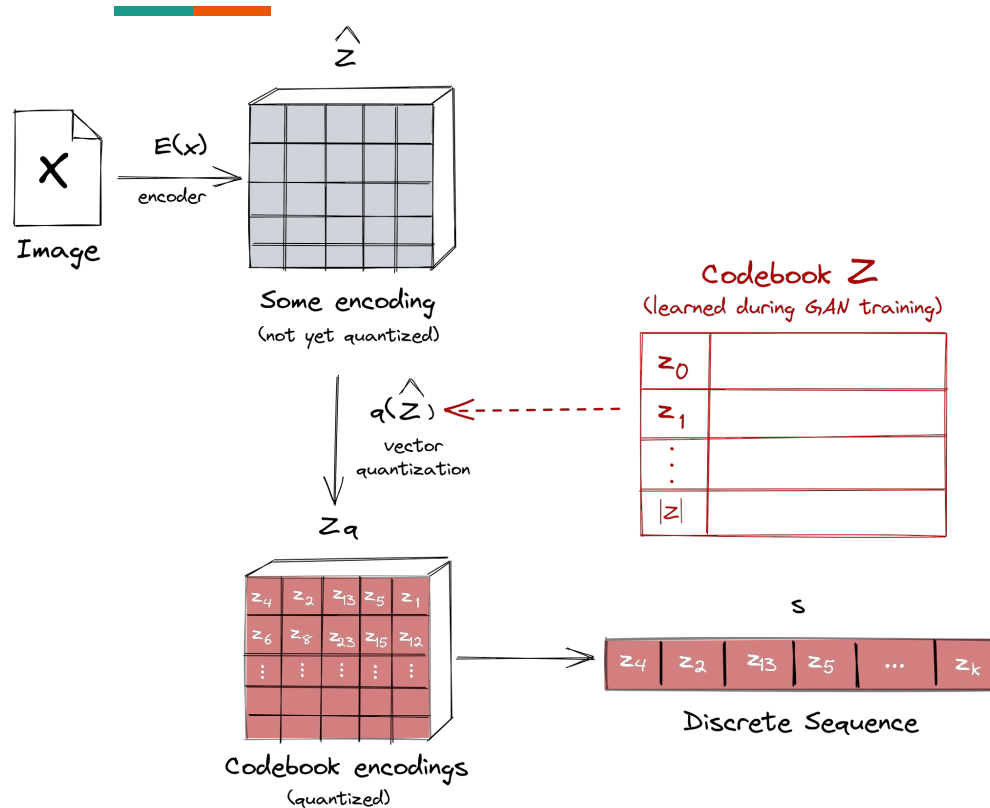 Ẑ
X
E(x)
encoder
Image
Some encoding
(not yet quantized)
Codebook Z
(learned during GAN training)
z₀
z₁
⋮
|z|
q(Ẑ)
vector
quantization
Zq
z₄ z₂ z₁₃ z₅ z₁
z₆ z₈ z₂₃ z₁₅ z₁₂
⋮ ⋮ ⋮ ⋮ ⋮
Codebook encodings
(quantized)
s
z₄ z₂ z₁₃ z₅ ... zₖ
Discrete Sequence